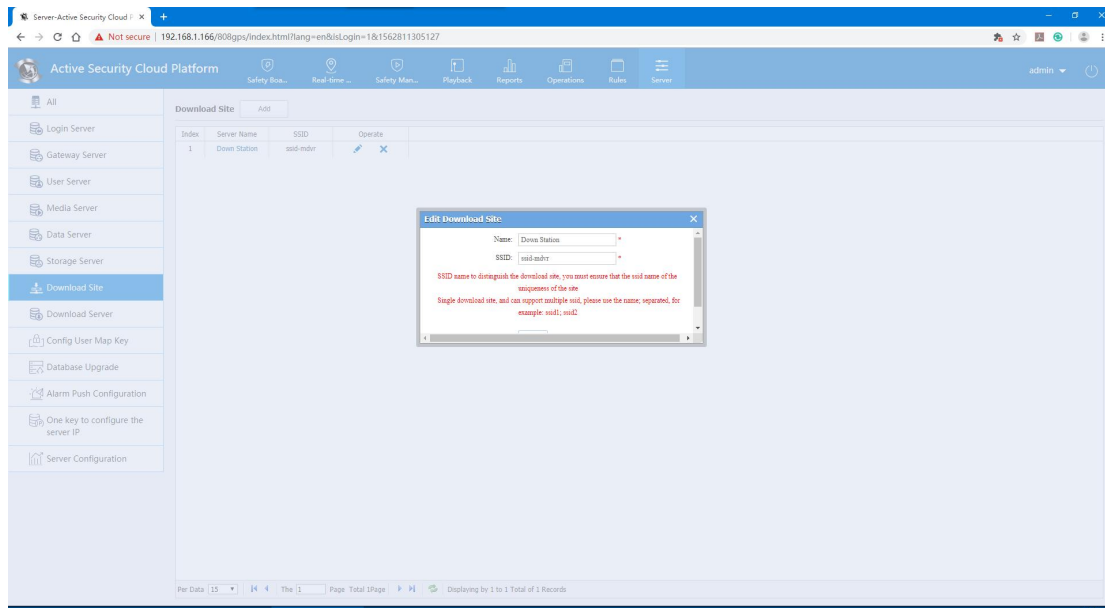 Server-Active Security Cloud P
Not secure | 192.168.1.166/808gps/index.html?lang=en&isLogin=1&1562811305127
Active Security Cloud Platform
Safety Boa...
Real-time ...
Safety Man...
Playback
Reports
Operations
Rules
Server
admin
All
Login Server
Gateway Server
User Server
Media Server
Data Server
Storage Server
Download Site
Download Server
Config User Map Key
Database Upgrade
Alarm Push Configuration
One key to configure the
server IP
Server Configuration
Download Site Add
Index Server Name SSID Operate
1 Down Station ssid-mdvr
Edit Download Site
Name: Down Station *
SSID: ssid-mdvr *
SSID name to distinguish the download site, you must ensure that the ssid name of the
uniqueness of the site
Single download site, and can support multiple ssid, please use the name; separated, for
example: ssid1; ssid2
Per Data 15 The 1 Page Total 1Page Displaying by 1 to 1 Total of 1 Records